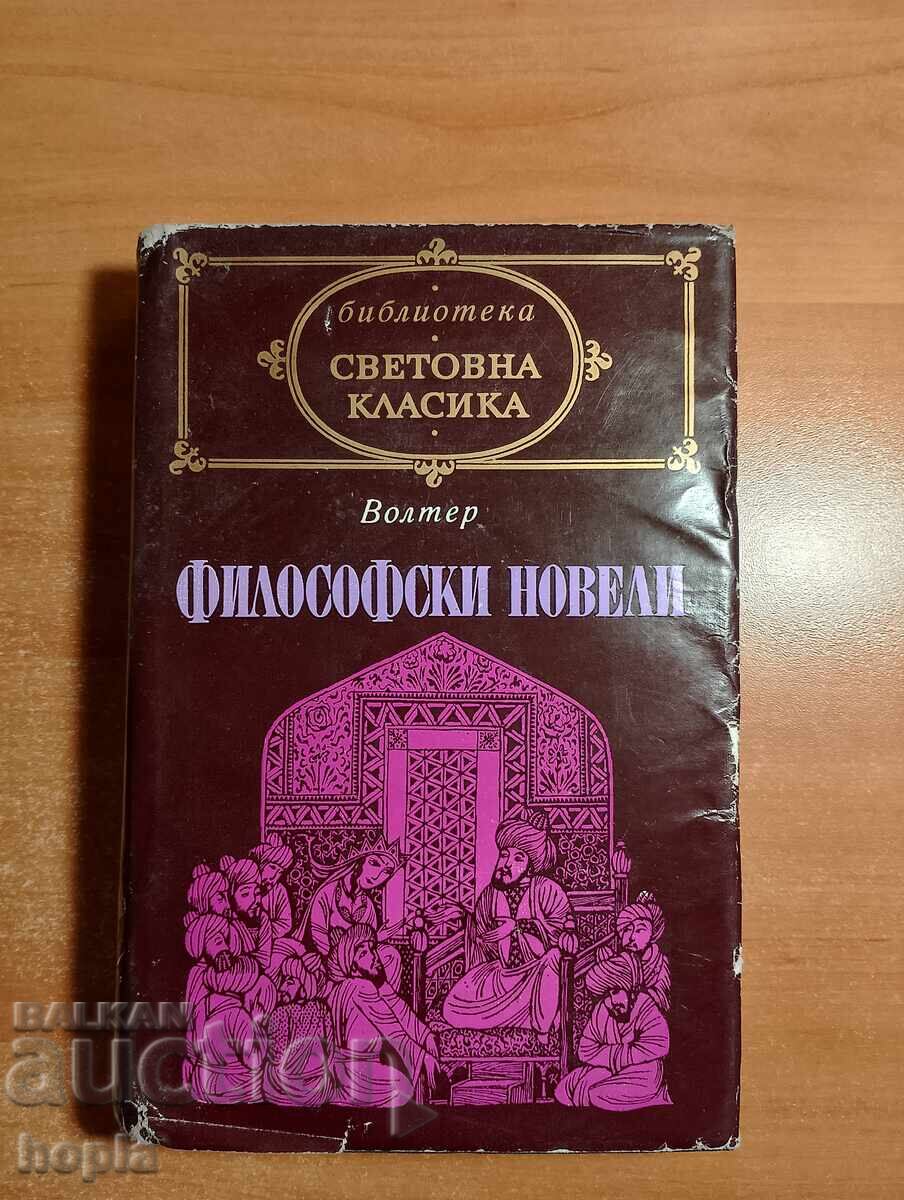 библиотека
СВЕТОВНА
КЛАСИКА
Волтер
ФИЛОСОФСКИ НОВЕЛИ
BALKAN
auction
hopla